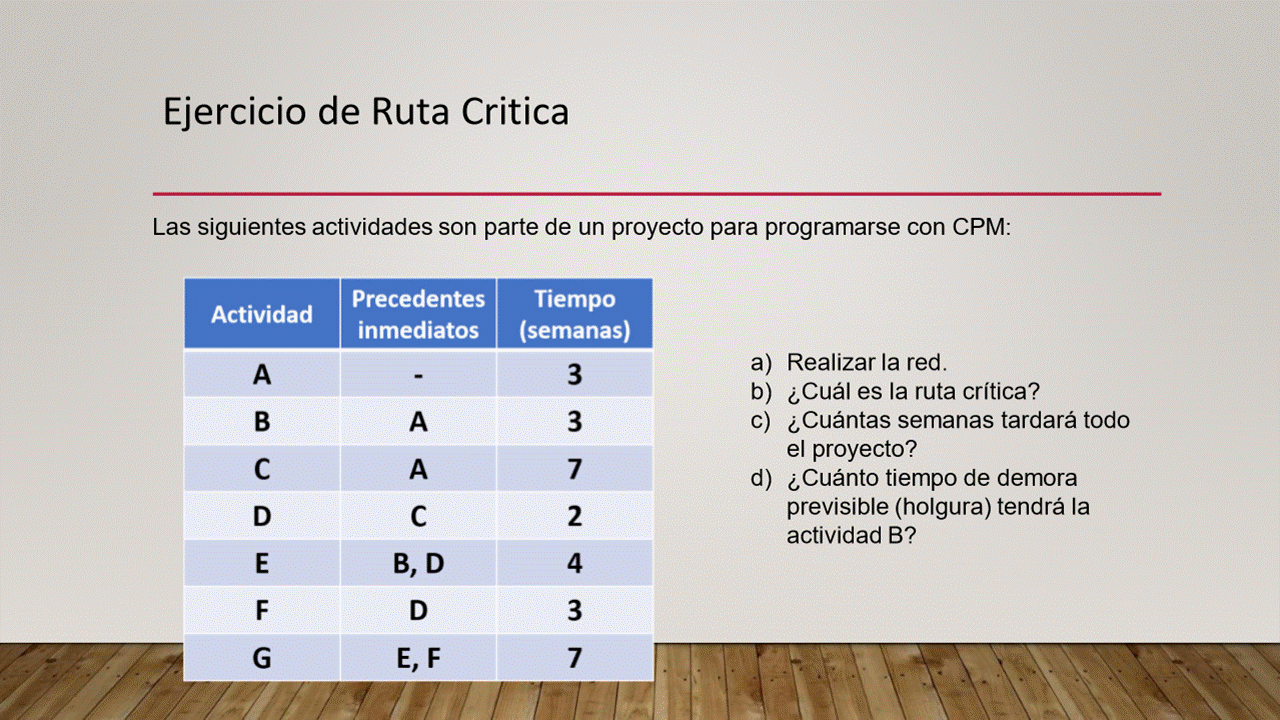 Ejercicio de Ruta Critica
Las siguientes actividades son parte de un proyecto para programarse con CPM:
Actividad Precedentes inmediatos Tiempo (semanas)
A - 3
B A 3
C A 7
D C 2
E B, D 4
F D 3
G E, F 7
a) Realizar la red.
b) ¿Cuál es la ruta crítica?
c) ¿Cuántas semanas tardará todo
el proyecto?
d) ¿Cuánto tiempo de demora
previsible (holgura) tendrá la
actividad B?